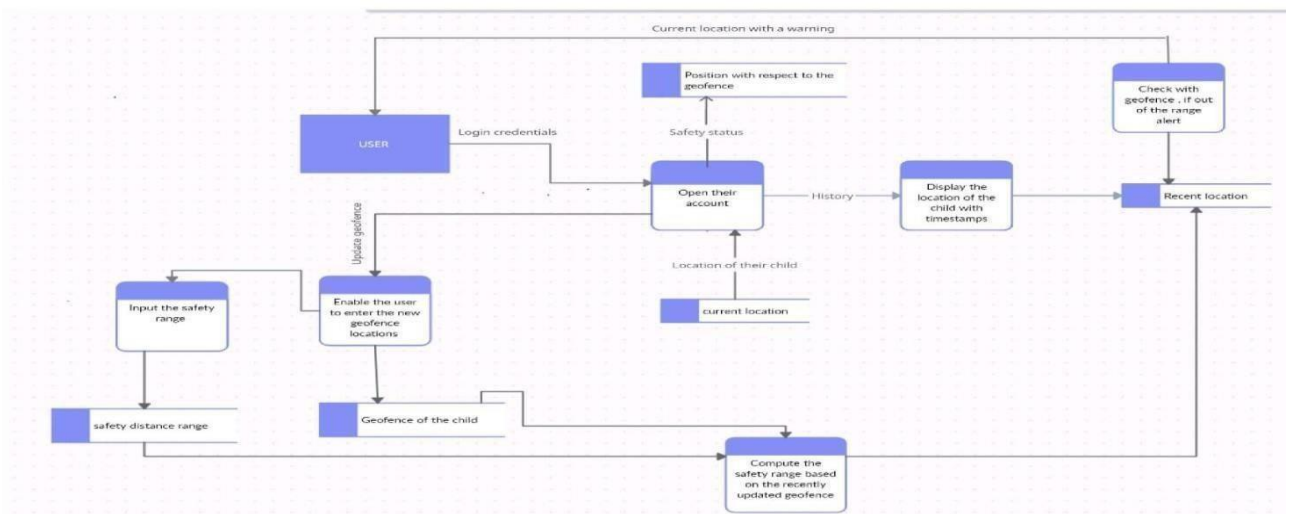 Current location with a warning
Position with respect to the
geofence
Check with
geofence , if out
of the range
alert
USER
Login credentials
Safety status
Open their
account
History
Display the
location of the
child with
timestamps
Recent location
Update geofence
Location of their child
current location
Input the safety
range
Enable the user
to enter the new
geofence
locations
safety distance range
Geofence of the child
Compute the
safety range based
on the recently
updated geofence